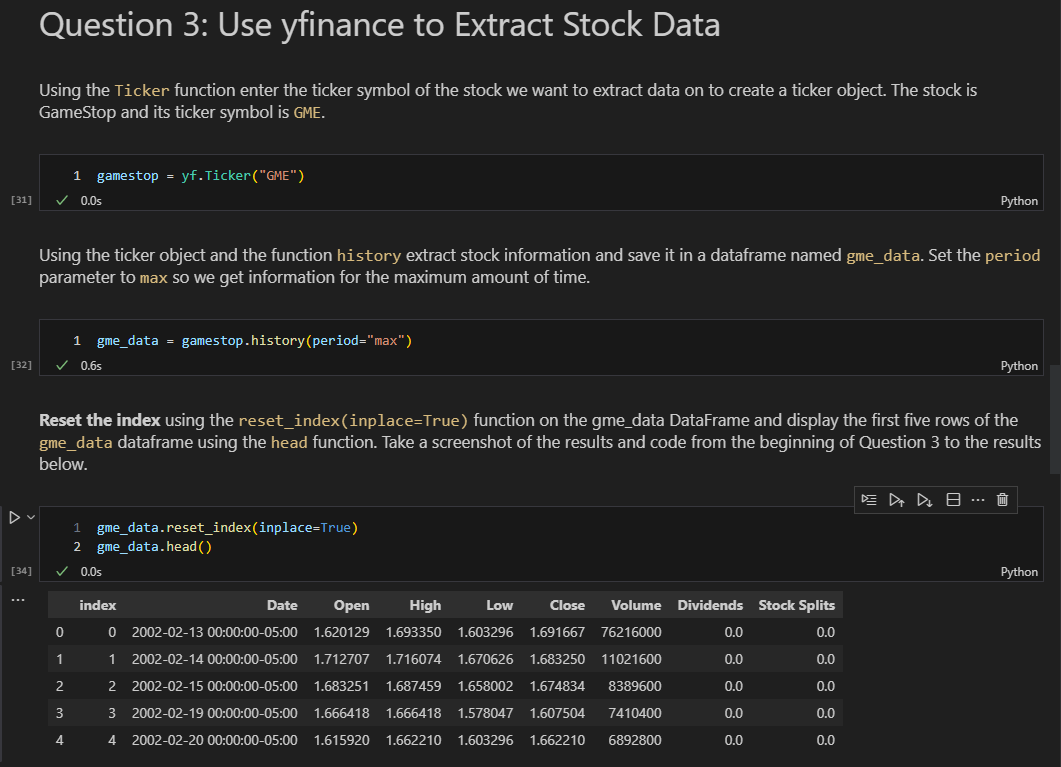 Question 3: Use yfinance to Extract Stock Data
Using the Ticker function enter the ticker symbol of the stock we want to extract data on to create a ticker object. The stock is
GameStop and its ticker symbol is GME.
1 gamestop = yf.Ticker("GME")
[31] 0.0s Python
Using the ticker object and the function history extract stock information and save it in a dataframe named gme_data. Set the period
parameter to max so we get information for the maximum amount of time.
1 gme_data = gamestop.history(period="max")
[32] 0.6s Python
Reset the index using the reset_index(inplace=True) function on the gme_data DataFrame and display the first five rows of the
gme_data dataframe using the head function. Take a screenshot of the results and code from the beginning of Question 3 to the results
below.
1 gme_data.reset_index(inplace=True)
2 gme_data.head()
[34] 0.0s Python
index Date Open High Low Close Volume Dividends Stock Splits
0 0 2002-02-13 00:00:00-05:00 1.620129 1.693350 1.603296 1.691667 76216000 0.0 0.0
1 1 2002-02-14 00:00:00-05:00 1.712707 1.716074 1.670626 1.683250 11021600 0.0 0.0
2 2 2002-02-15 00:00:00-05:00 1.683251 1.687459 1.658002 1.674834 8389600 0.0 0.0
3 3 2002-02-19 00:00:00-05:00 1.666418 1.666418 1.578047 1.607504 7410400 0.0 0.0
4 4 2002-02-20 00:00:00-05:00 1.615920 1.662210 1.603296 1.662210 6892800 0.0 0.0